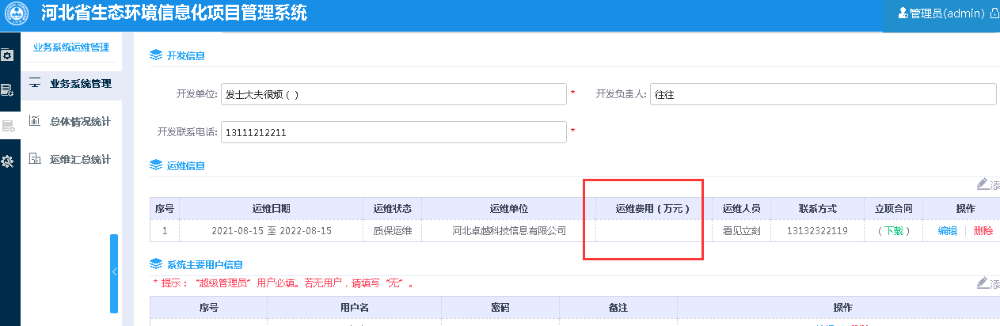 河北省生态环境信息化项目管理系统
管理员(admin)
业务系统运维管理
业务系统管理
总体情况统计
运维汇总统计
开发信息
开发单位: 发士大夫很烦（ ） *
开发负责人: 往往
开发联系电话: 13111212211 *
运维信息
添
序号 运维日期 运维状态 运维单位 运维费用（万元） 运维人员 联系方式 立项合同 操作
1 2021-08-15 至 2022-08-15 质保运维 河北卓越科技信息有限公司 看见立刻 13132322119 （下载） 编辑 | 删除
系统主要用户信息
* 提示：“超级管理员”用户必填。若无用户，请填写“无”。
添
序号 用户名 密码 备注 操作